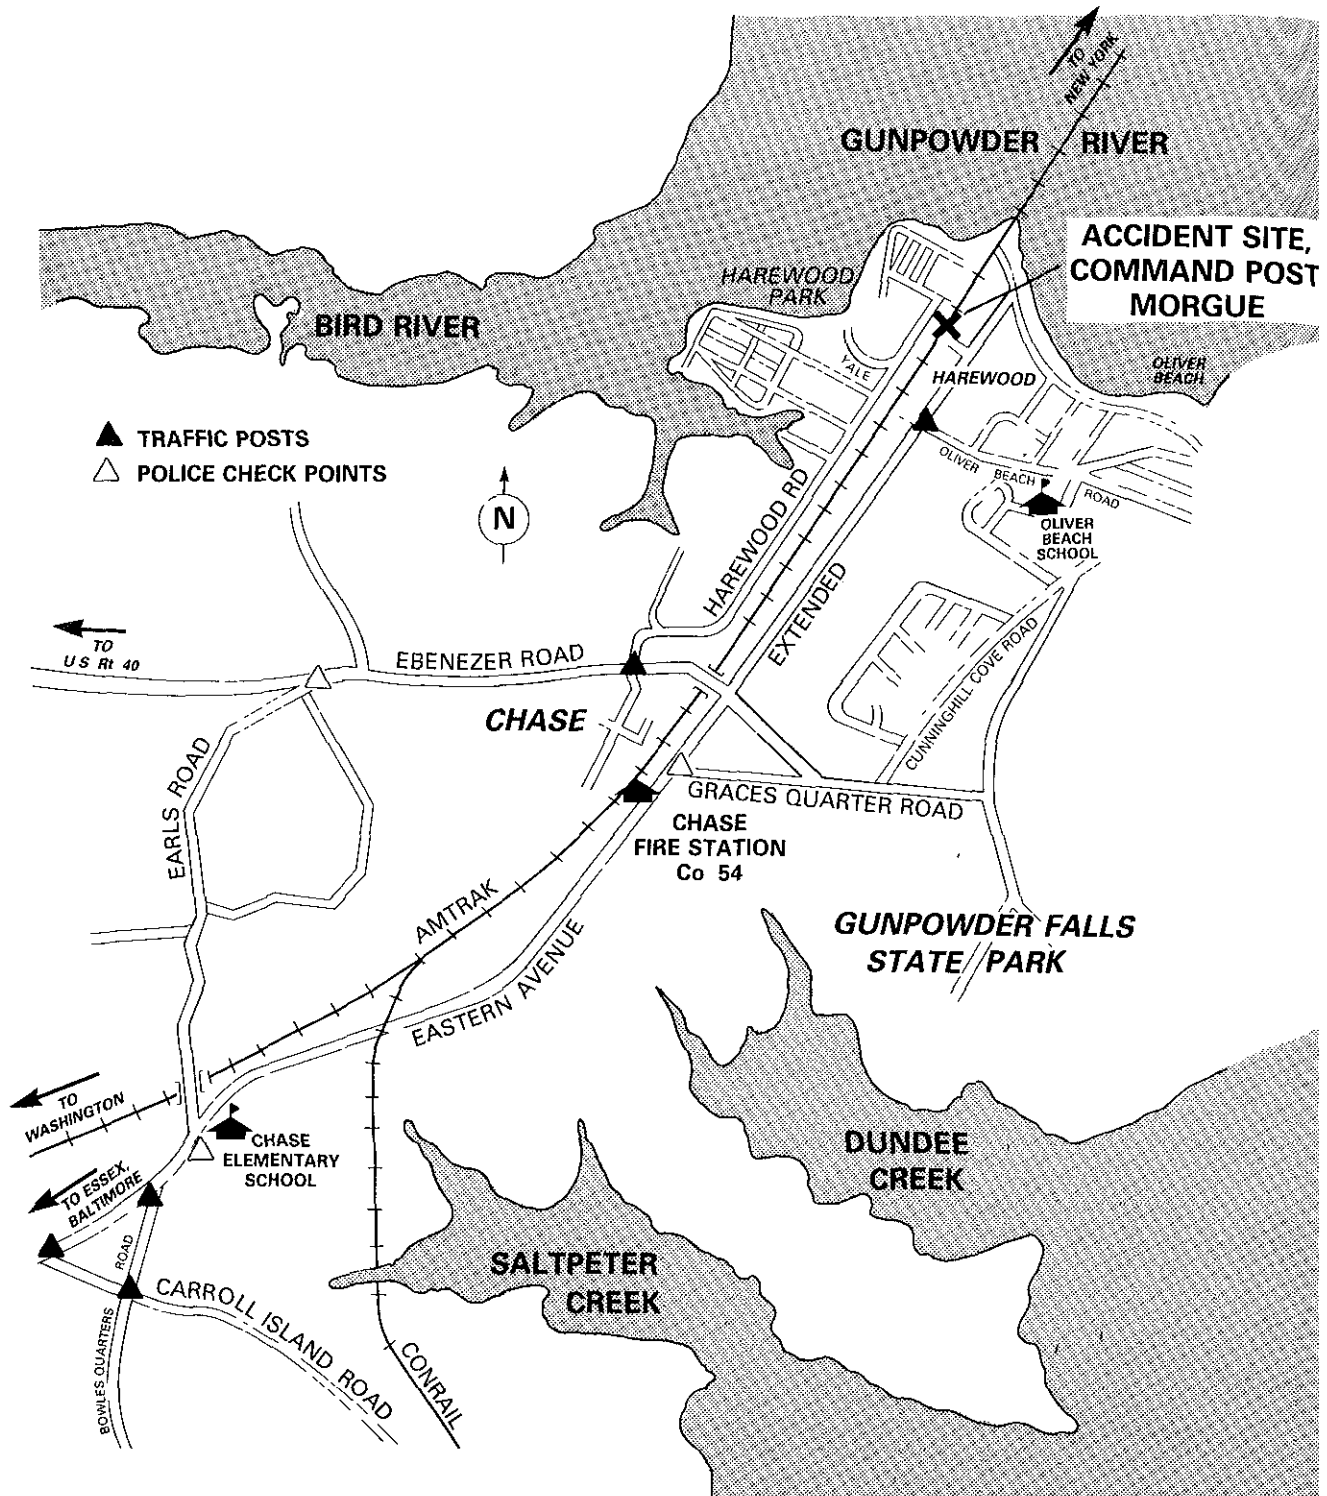 TO
NEW YORK
GUNPOWDER RIVER
ACCIDENT SITE,
COMMAND POST
MORGUE
HAREWOOD
PARK
BIRD RIVER
YALE
HAREWOOD
OLIVER
BEACH
TRAFFIC POSTS
POLICE CHECK POINTS
N
OLIVER BEACH ROAD
OLIVER
BEACH
SCHOOL
HAREWOOD RD
EXTENDED
TO
U S Rt 40
EBENEZER ROAD
CHASE
CUNNINGHILL COVE ROAD
EARLS ROAD
GRACES QUARTER ROAD
CHASE
FIRE STATION
Co 54
AMTRAK
EASTERN AVENUE
GUNPOWDER FALLS
STATE PARK
TO
WASHINGTON
CHASE
ELEMENTARY
SCHOOL
TO ESSEX,
BALTIMORE
DUNDEE
CREEK
SALTPETER
CREEK
BOWLES QUARTERS ROAD
CARROLL ISLAND ROAD
CONRAIL